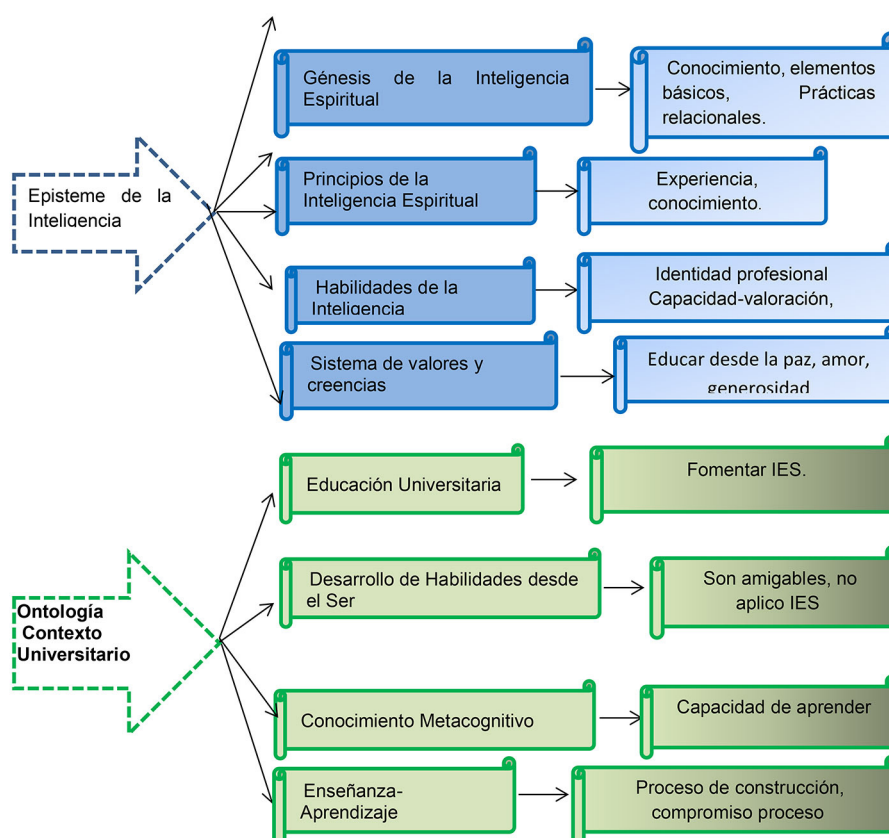 Génesis de la Inteligencia
Espiritual
Conocimiento, elementos
básicos, Prácticas
relacionales.
Episteme de la
Inteligencia
Principios de la
Inteligencia Espiritual
Experiencia,
conocimiento.
Habilidades de la
Inteligencia
Identidad profesional
Capacidad-valoración,
Sistema de valores y
creencias
Educar desde la paz, amor,
generosidad
Educación Universitaria
Fomentar IES.
Ontología
Contexto
Universitario
Desarrollo de Habilidades desde
el Ser
Son amigables, no
aplico IES
Conocimiento Metacognitivo
Capacidad de aprender
Enseñanza-
Aprendizaje
Proceso de construcción,
compromiso proceso